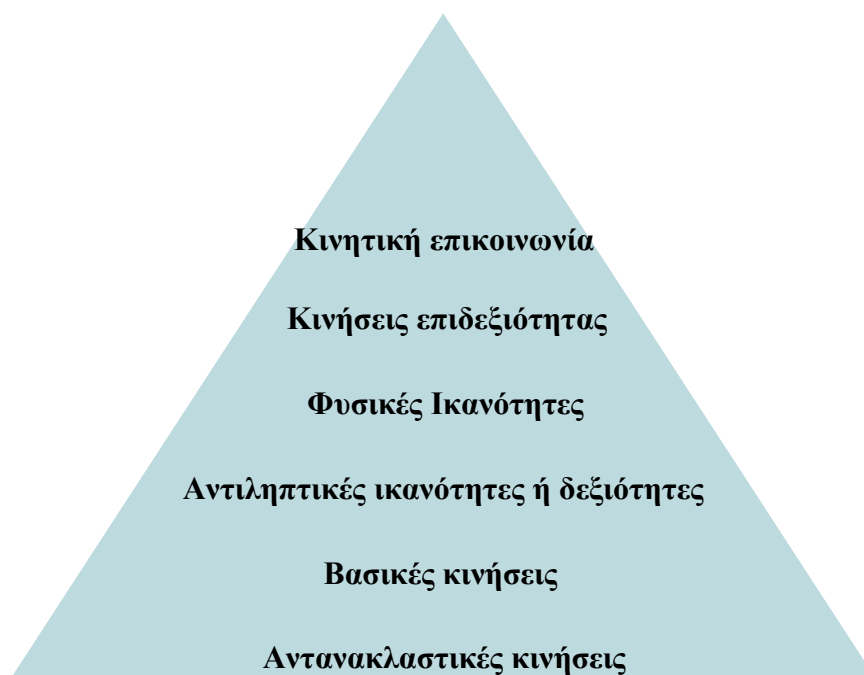 Κινητική επικοινωνία
Κινήσεις επιδεξιότητας
Φυσικές Ικανότητες
Αντιληπτικές ικανότητες ή δεξιότητες
Βασικές κινήσεις
Αντανακλαστικές κινήσεις